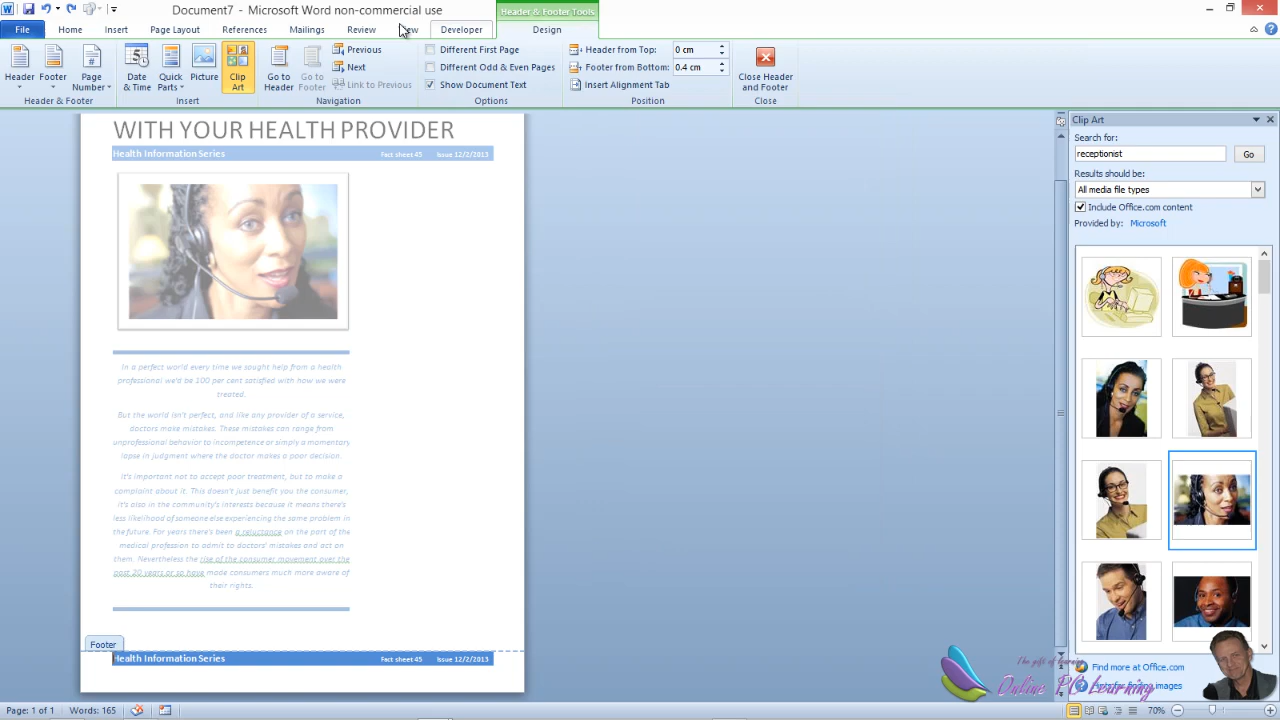 Document7 - Microsoft Word non-commercial use
Header & Footer Tools
File Home Insert Page Layout References Mailings Review Developer Design
Header
Footer
Page Number
Header & Footer
Date & Time
Quick Parts
Picture
Clip Art
Insert
Go to Header
Go to Footer
Previous
Next
Link to Previous
Navigation
Different First Page
Different Odd & Even Pages
Show Document Text
Options
Header from Top: 0 cm
Footer from Bottom: 0.4 cm
Insert Alignment Tab
Position
Close Header and Footer
Close
WITH YOUR HEALTH PROVIDER
Health Information Series Fact sheet 45 Issue 12/2/2013
In a perfect world every time we sought help from a health
professional we'd be 100 per cent satisfied with how we were
treated.
But the world isn't perfect, and like any provider of a service,
doctors make mistakes. These mistakes can range from
unprofessional behavior to incompetence or simply a momentary
lapse in judgment where the doctor makes a poor decision.
It's important not to accept poor treatment, but to make a
complaint about it. This doesn't just benefit you the consumer,
it's also in the community's interests because it means there's
less likelihood of someone else experiencing the same problem in
the future. For years there's been a reluctance on the part of the
medical profession to admit to doctors' mistakes and act on
them. Nevertheless the rise of the consumer movement over the
past 20 years or so have made consumers much more aware of
their rights.
Footer
Health Information Series Fact sheet 45 Issue 12/2/2013
Clip Art
Search for:
receptionist
Go
Results should be:
All media file types
Include Office.com content
Provided by: Microsoft
Find more at Office.com
The gift of learning
Online PC Learning
Page: 1 of 1 Words: 165
70%